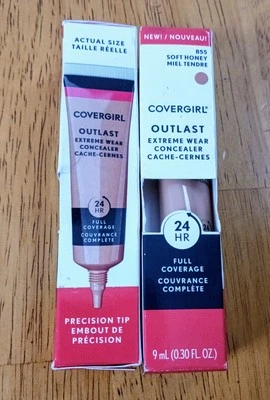 ACTUAL SIZE
TAILLE RÉELLE
COVERGIRL
OUTLAST
EXTREME WEAR
CONCEALER
CACHE-CERNES
24
HR
FULL
COVERAGE
COUVRANCE
COMPLÈTE
PRECISION TIP
EMBOUT DE
PRÉCISION
NEW! / NOUVEAU!
855
SOFT HONEY
MIEL TENDRE
COVERGIRL®
OUTLAST
EXTREME WEAR
CONCEALER
CACHE-CERNES
24
HR
FULL
COVERAGE
COUVRANCE
COMPLÈTE
9 mL (0.30 FL. OZ.)